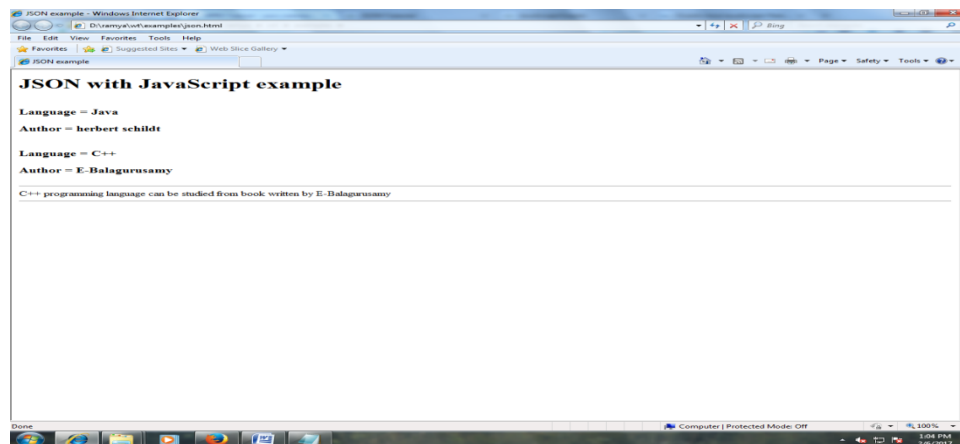 JSON example - Windows Internet Explorer
D:\ramya\wt\examples\json.html
Bing
File Edit View Favorites Tools Help
Favorites Suggested Sites Web Slice Gallery
JSON example
Page Safety Tools
JSON with JavaScript example
Language = Java
Author = herbert schildt
Language = C++
Author = E-Balagurusamy
C++ programming language can be studied from book written by E-Balagurusamy
Done
Computer | Protected Mode: Off
100%
1:04 PM